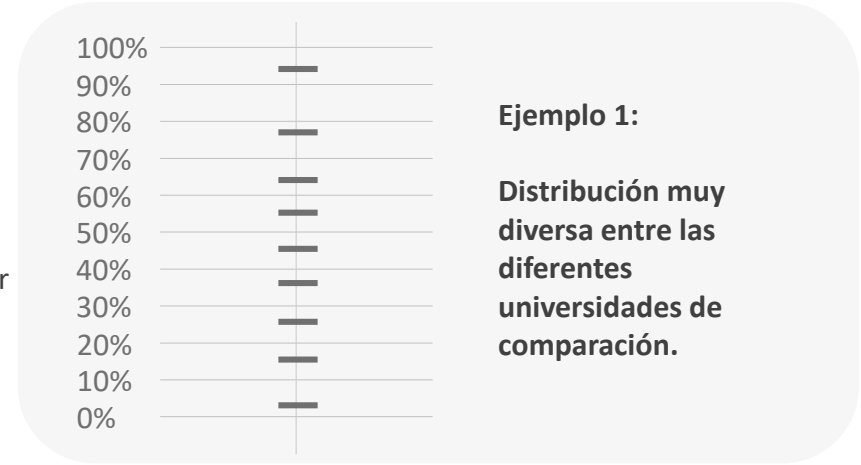 100%
90%
80%
70%
60%
50%
40%
30%
20%
10%
0%
r
Ejemplo 1:
Distribución muy
diversa entre las
diferentes
universidades de
comparación.